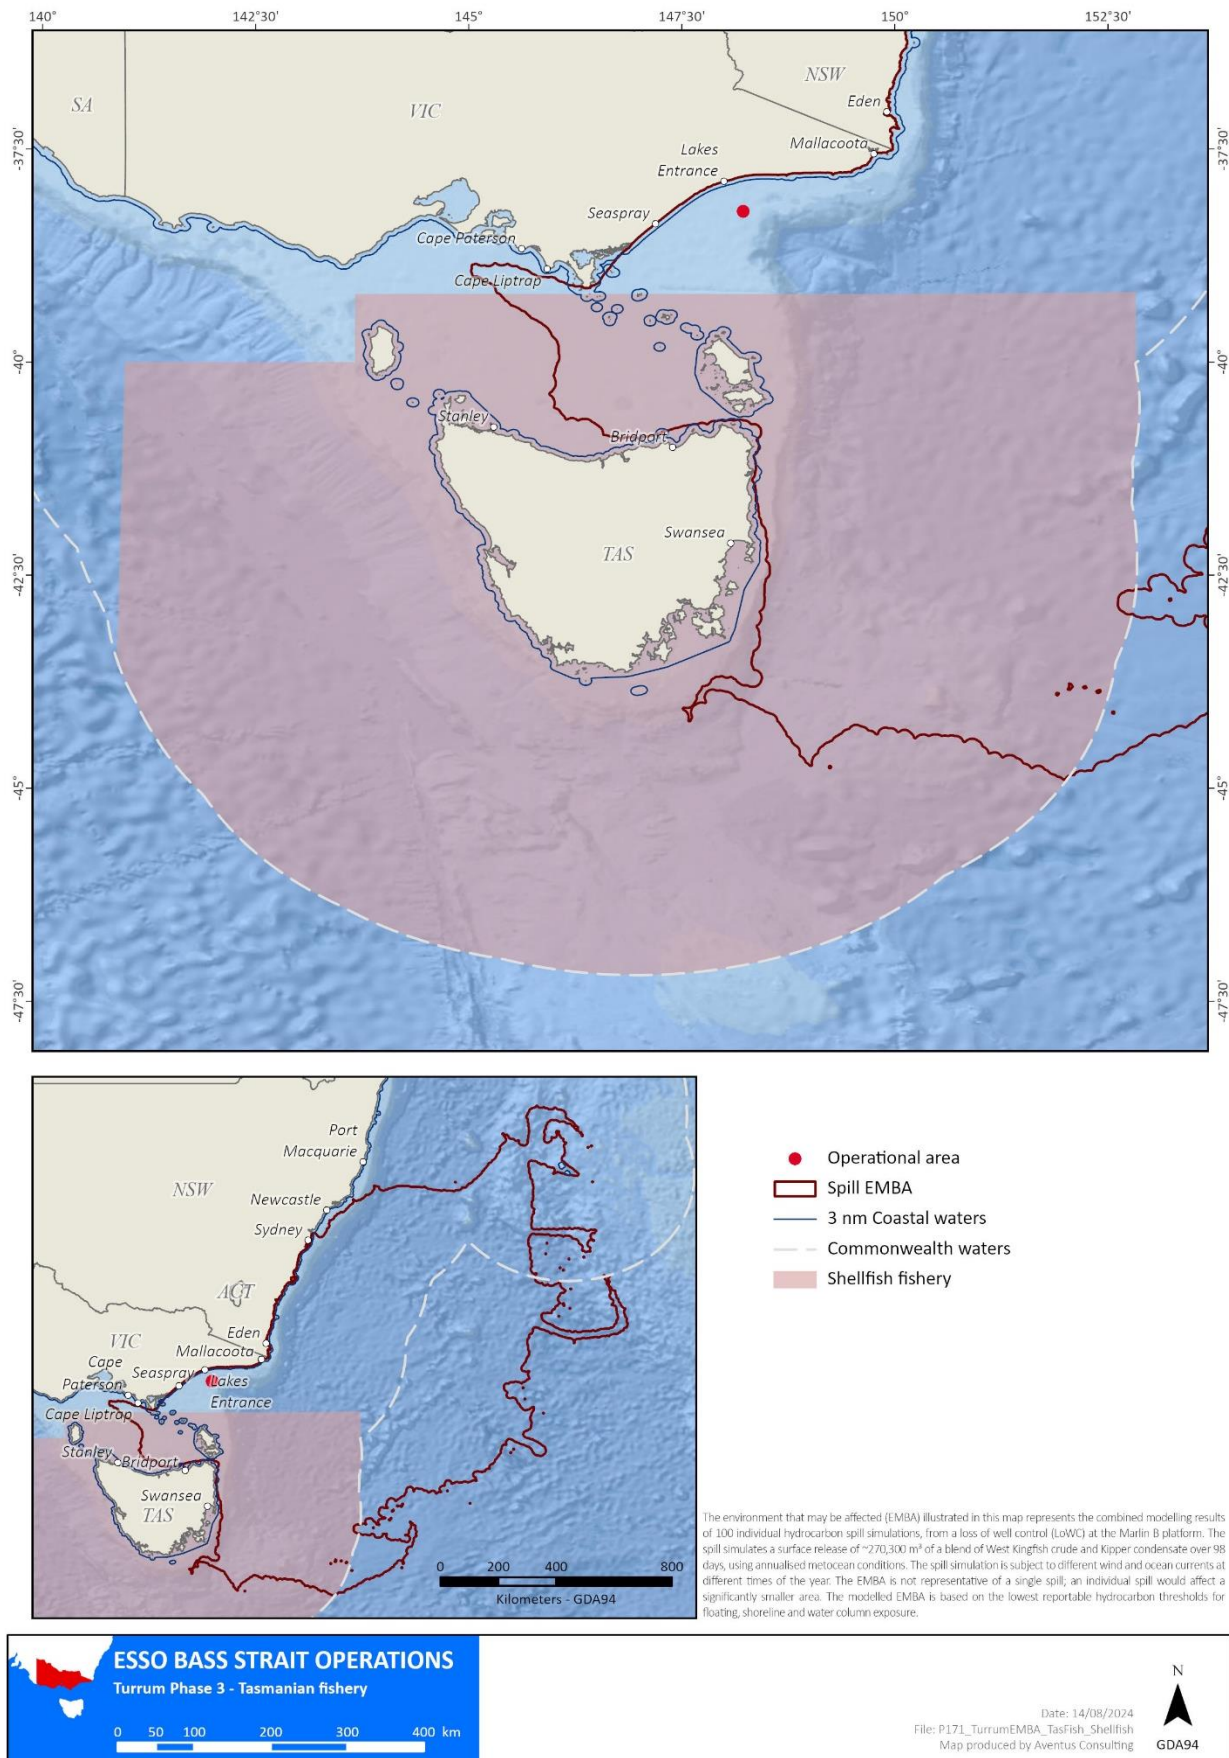 140°
142°30'
145°
147°30'
150°
152°30'
-37°30'
-40°
-42°30'
-45°
-47°30'
-37°30'
-40°
-42°30'
-45°
-47°30'
SA
VIC
NSW
Eden
Mallacoota
Lakes
Entrance
Seaspray
Cape Paterson
Cape Liptrap
Stanley
Bridport
Swansea
TAS
Port
Macquarie
NSW
Newcastle
Sydney
ACT
Eden
VIC
Mallacoota
Cape
Paterson
Seaspray
Lakes
Entrance
Cape Liptrap
Stanley
Bridport
Swansea
TAS
0 200 400 800
Kilometers - GDA94
Operational area
Spill EMBA
3 nm Coastal waters
Commonwealth waters
Shellfish fishery
The environment that may be affected (EMBA) illustrated in this map represents the combined modelling results
of 100 individual hydrocarbon spill simulations, from a loss of well control (LoWC) at the Marlin B platform. The
spill simulates a surface release of ~270,300 m³ of a blend of West Kingfish crude and Kipper condensate over 98
days, using annualised metocean conditions. The spill simulation is subject to different wind and ocean currents at
different times of the year. The EMBA is not representative of a single spill; an individual spill would affect a
significantly smaller area. The modelled EMBA is based on the lowest reportable hydrocarbon thresholds for
floating, shoreline and water column exposure.
ESSO BASS STRAIT OPERATIONS
Turrum Phase 3 - Tasmanian fishery
0 50 100 200 300 400 km
Date: 14/08/2024
File: P171_TurrumEMBA_TasFish_Shellfish
Map produced by Aventus Consulting
N
GDA94